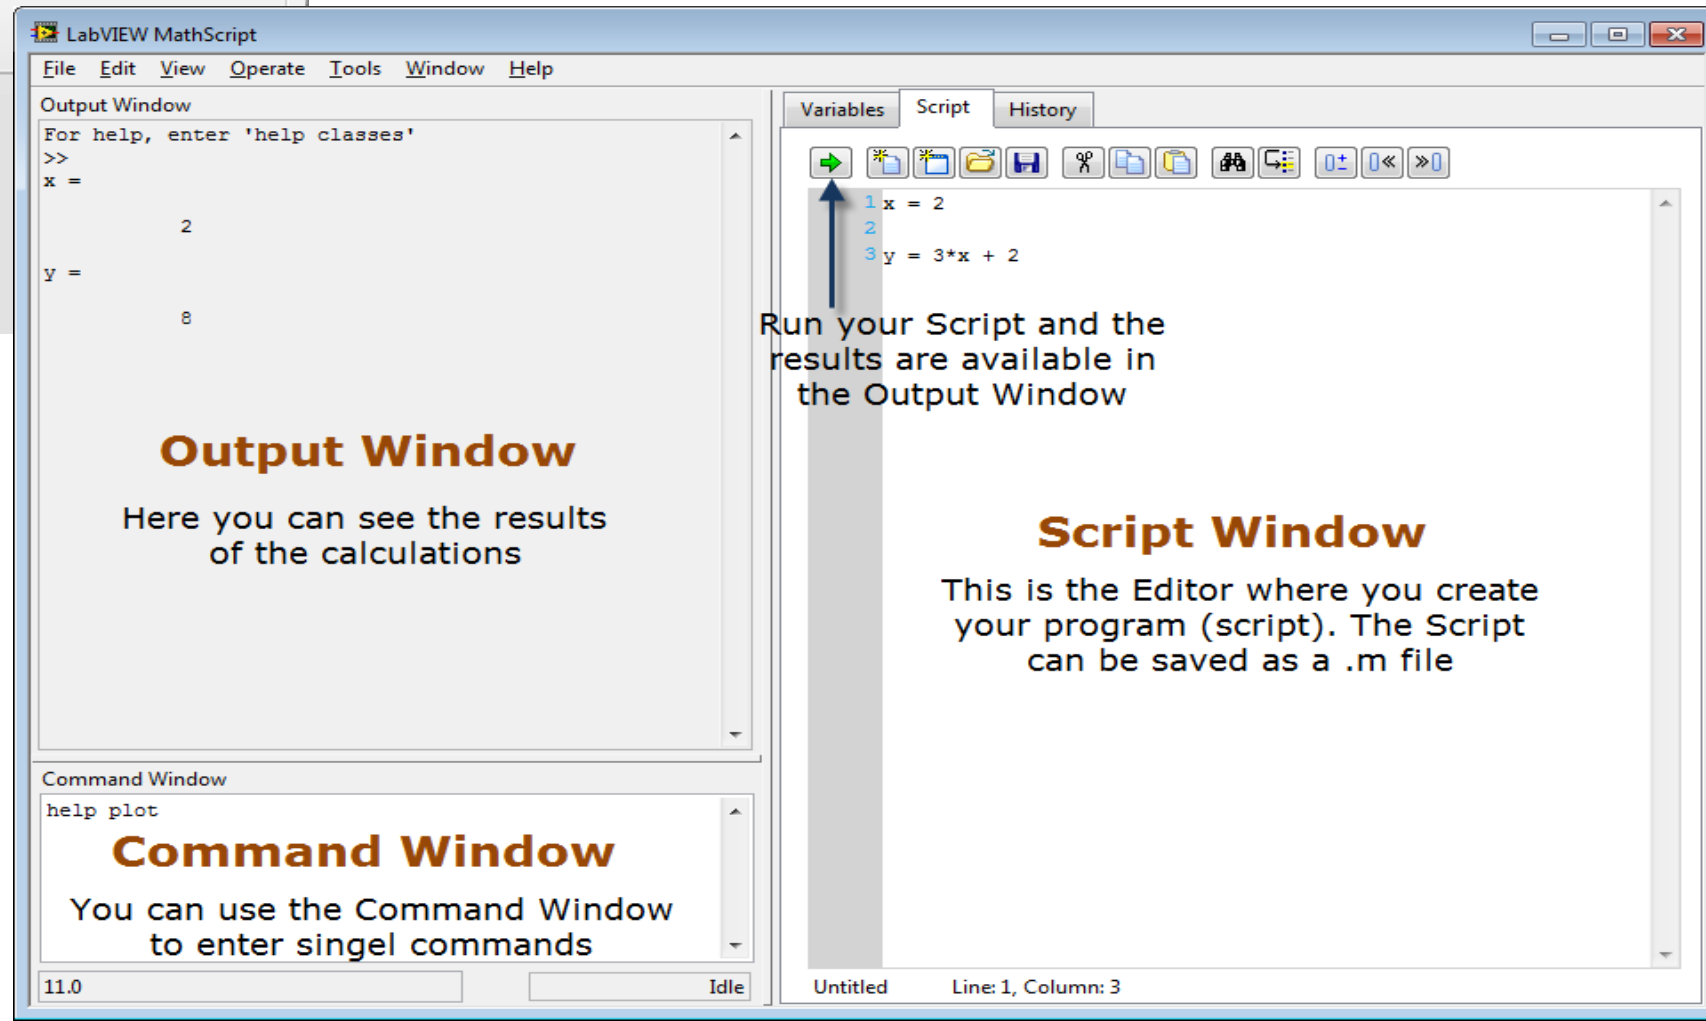 LabVIEW MathScript
File Edit View Operate Tools Window Help
Output Window
For help, enter 'help classes'
>>
x =
2
y =
8
Output Window
Here you can see the results
of the calculations
Command Window
help plot
Command Window
You can use the Command Window
to enter singel commands
11.0
Idle
Variables Script History
1 x = 2
2
3 y = 3*x + 2
Run your Script and the
results are available in
the Output Window
Script Window
This is the Editor where you create
your program (script). The Script
can be saved as a .m file
Untitled Line: 1, Column: 3